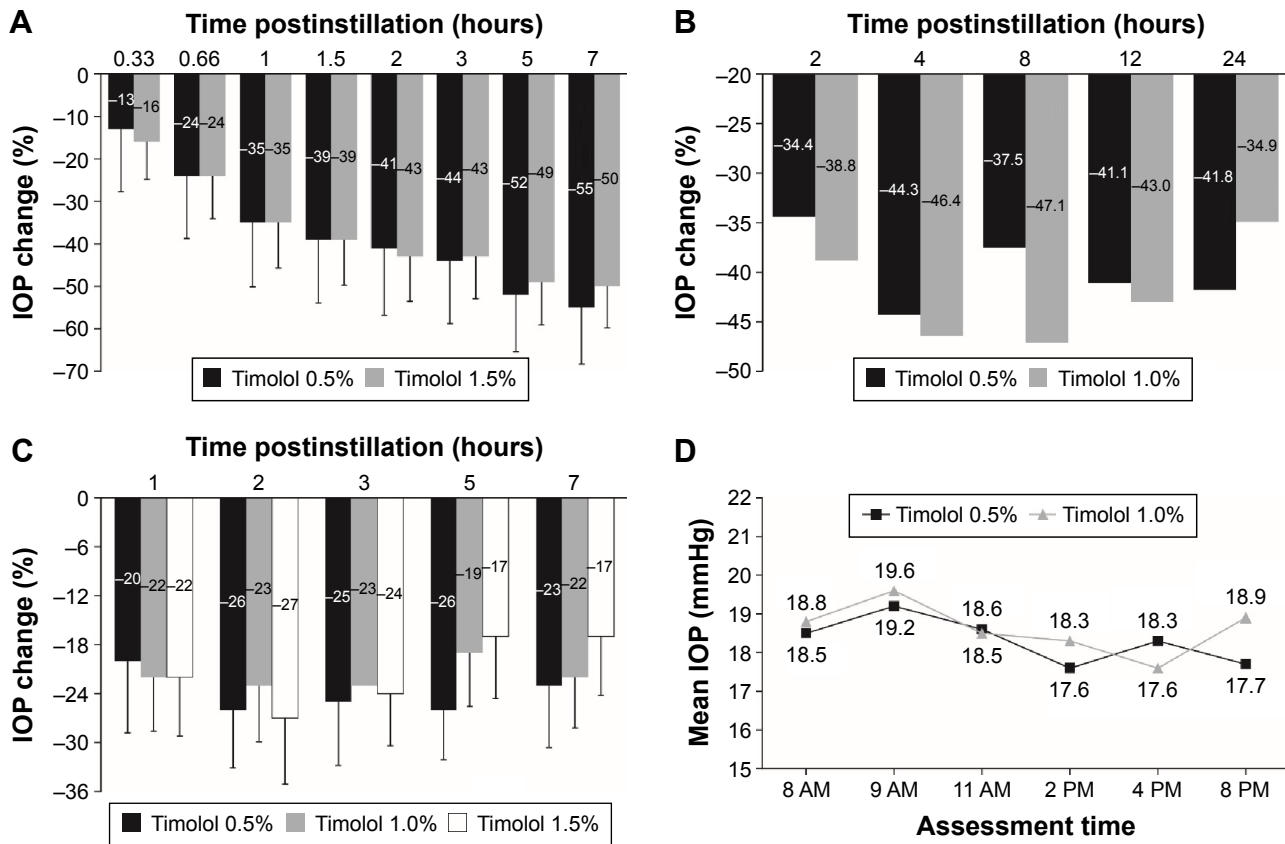 A
Time postinstillation (hours)
0.33 0.66 1 1.5 2 3 5 7
IOP change (%)
0
–10
–20
–30
–40
–50
–60
–70
–13 –16 –24 –24 –35 –35 –39 –39 –41 –43 –44 –43 –52 –49 –55 –50
Timolol 0.5% Timolol 1.5%
B
Time postinstillation (hours)
2 4 8 12 24
IOP change (%)
–20
–25
–30
–35
–40
–45
–50
–34.4 –38.8 –44.3 –46.4 –37.5 –47.1 –41.1 –43.0 –41.8 –34.9
Timolol 0.5% Timolol 1.0%
C
Time postinstillation (hours)
1 2 3 5 7
IOP change (%)
0
–6
–12
–18
–24
–30
–36
–20 –22 –22 –26 –23 –27 –25 –23 –24 –26 –19 –17 –23 –22 –17
Timolol 0.5% Timolol 1.0% Timolol 1.5%
D
Mean IOP (mmHg)
22
21
20
19
18
17
16
15
Timolol 0.5% Timolol 1.0%
18.8 19.6 18.6 18.3 18.3 18.9
18.5 19.2 18.5 17.6 17.6 17.7
8 AM 9 AM 11 AM 2 PM 4 PM 8 PM
Assessment time